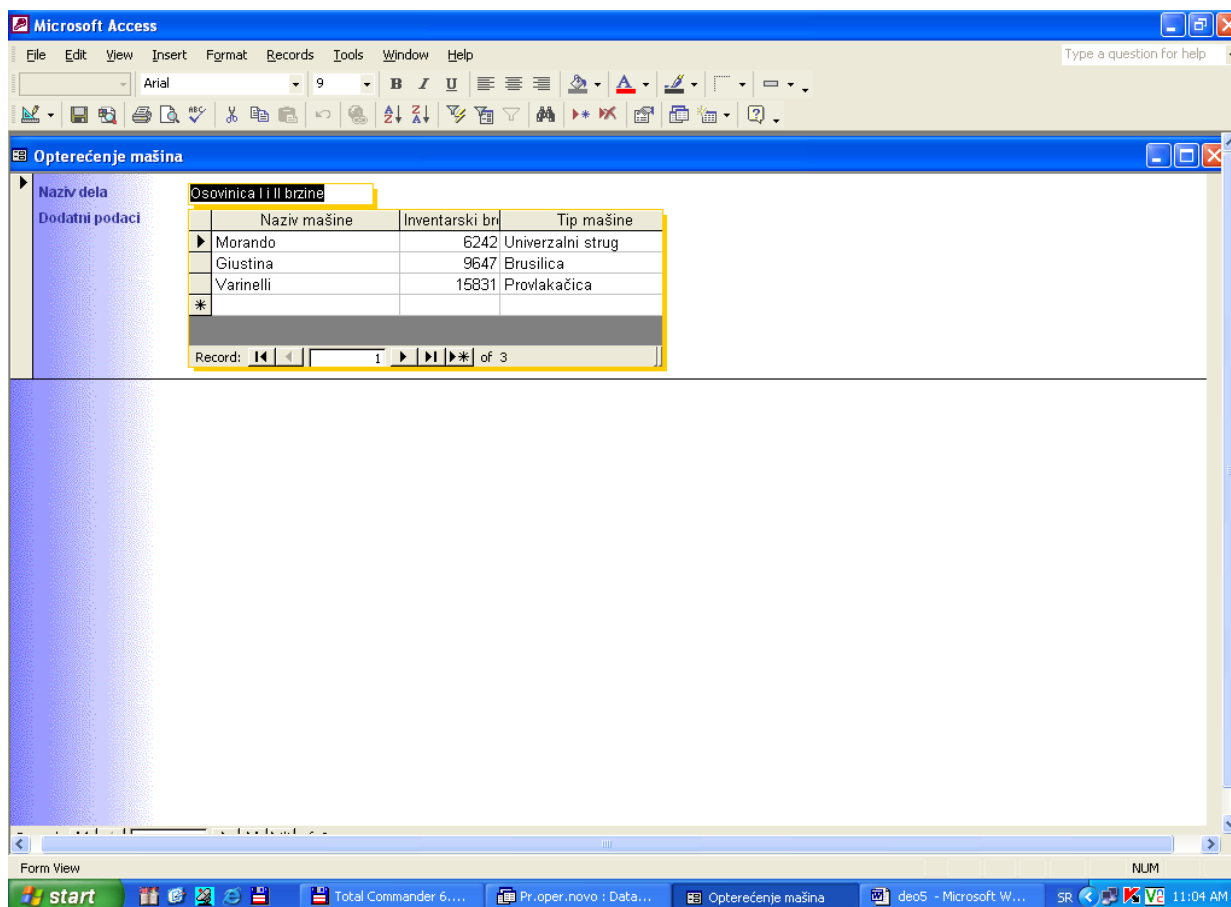 Microsoft Access
File Edit View Insert Format Records Tools Window Help Type a question for help
Arial 9 B I U A
Opterećenje mašina
Naziv dela Osovinica I i II brzine
Dodatni podaci
Naziv mašine Inventarski bro Tip mašine
Morando 6242 Univerzalni strug
Giustina 9647 Brusilica
Varinelli 15831 Provlakačica
Record: 1 of 3
Form View NUM
start Total Commander 6.... Pr.oper.novo : Data... Opterećenje mašina deo5 - Microsoft W... SR 11:04 AM